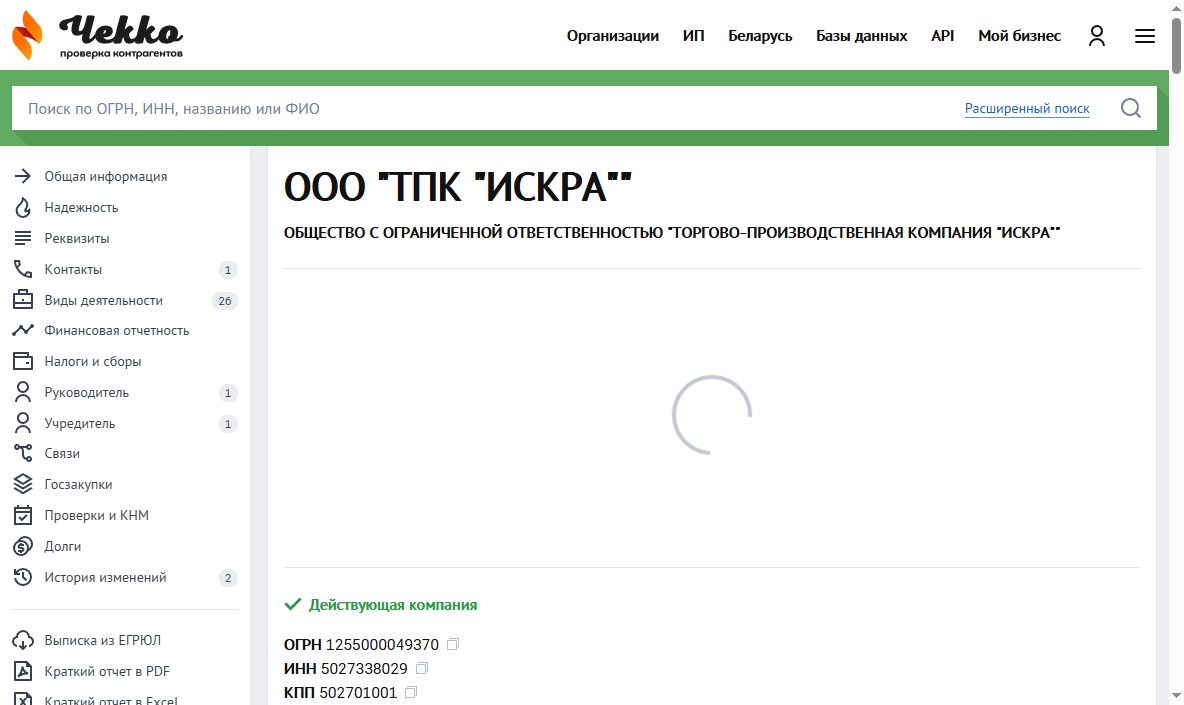 Чекко
проверка контрагентов
Организации ИП Беларусь Базы данных API Мой бизнес
Поиск по ОГРН, ИНН, названию или ФИО Расширенный поиск
Общая информация
Надежность
Реквизиты
Контакты 1
Виды деятельности 26
Финансовая отчетность
Налоги и сборы
Руководитель 1
Учредитель 1
Связи
Госзакупки
Проверки и КНМ
Долги
История изменений 2
Выписка из ЕГРЮЛ
Краткий отчет в PDF
Краткий отчет в Excel
ООО "ТПК "ИСКРА""
ОБЩЕСТВО С ОГРАНИЧЕННОЙ ОТВЕТСТВЕННОСТЬЮ "ТОРГОВО-ПРОИЗВОДСТВЕННАЯ КОМПАНИЯ "ИСКРА""
Действующая компания
ОГРН 1255000049370
ИНН 5027338029
КПП 502701001